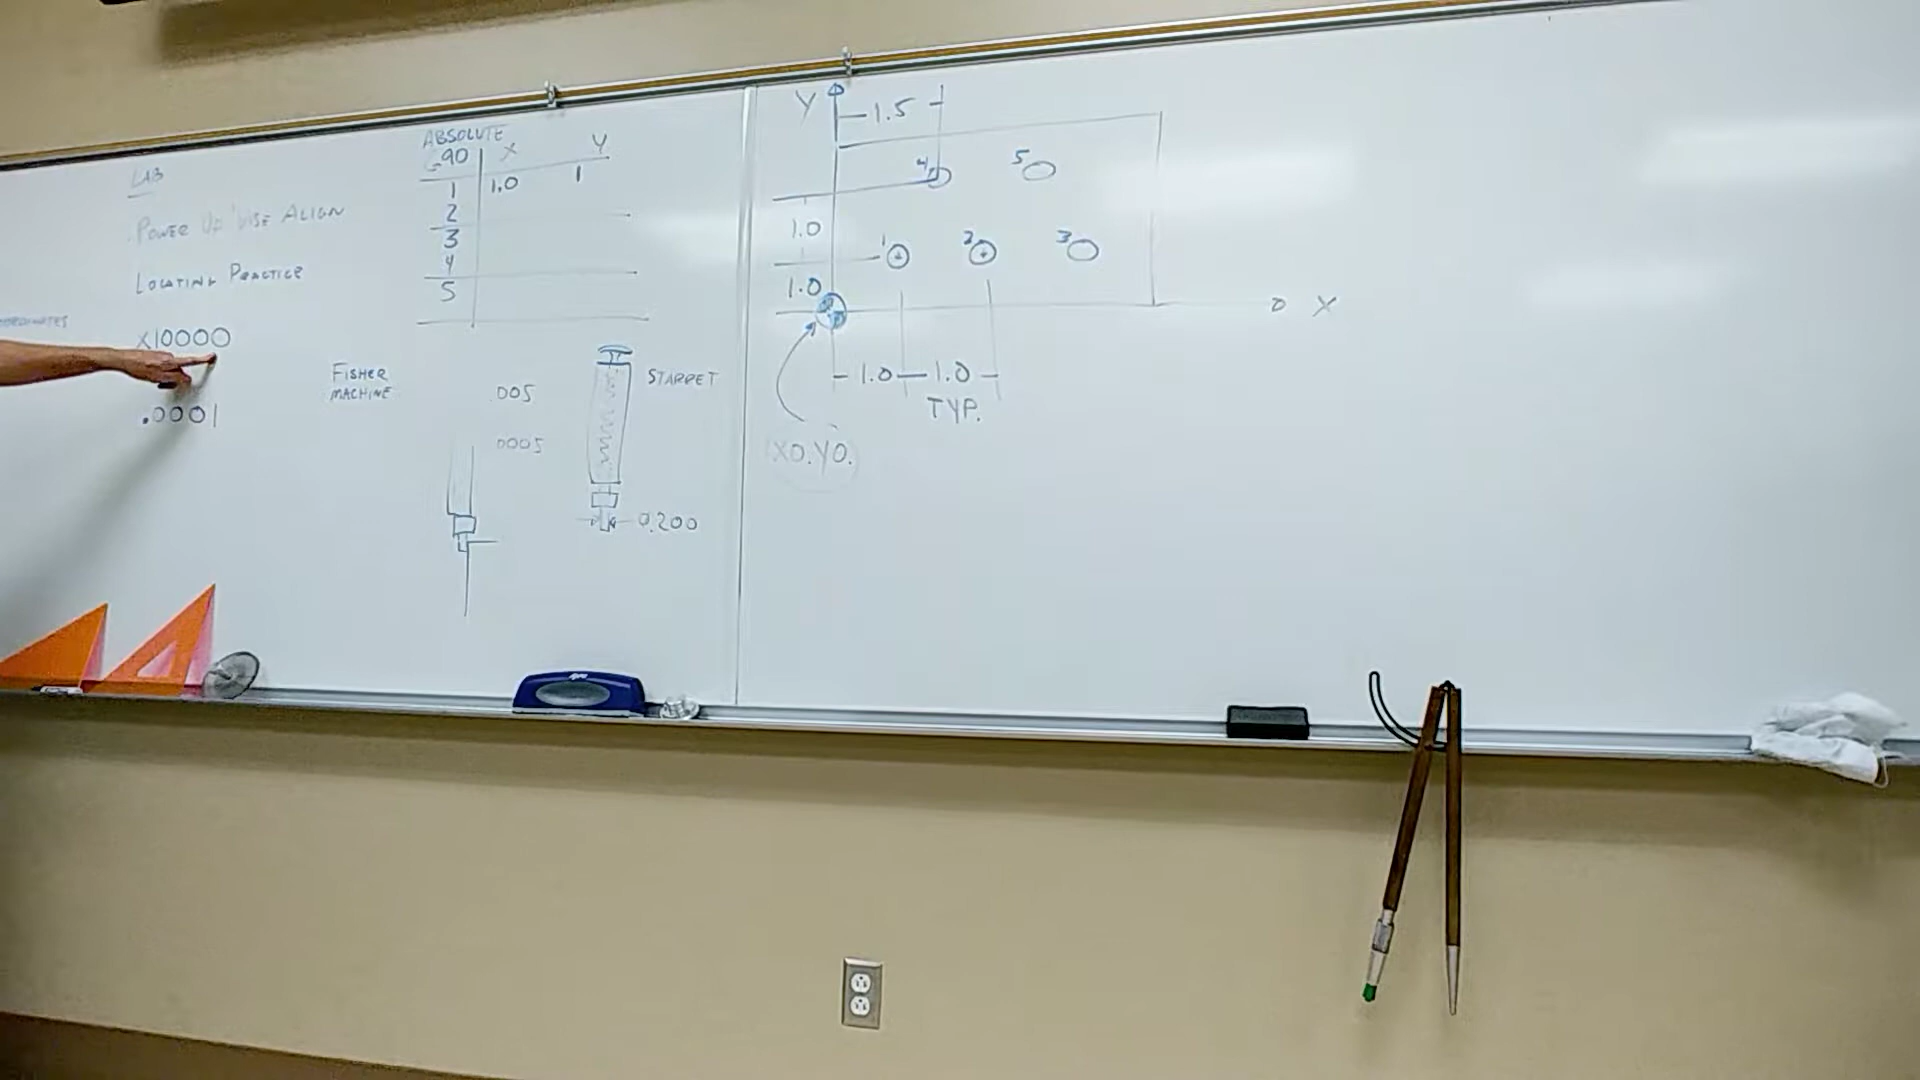 LAB
POWER UP VISE ALIGN
LOCATING PRACTICE
X10000
.0001
FISHER
MACHINE
ABSOLUTE
G-90 X Y
1 1.0 1
2
3
4
5
.005
.0005
STARRET
0.200
Y
1.5
4
5
1.0
1
2
3
1.0
X
1.0 1.0
TYP.
X0.Y0.